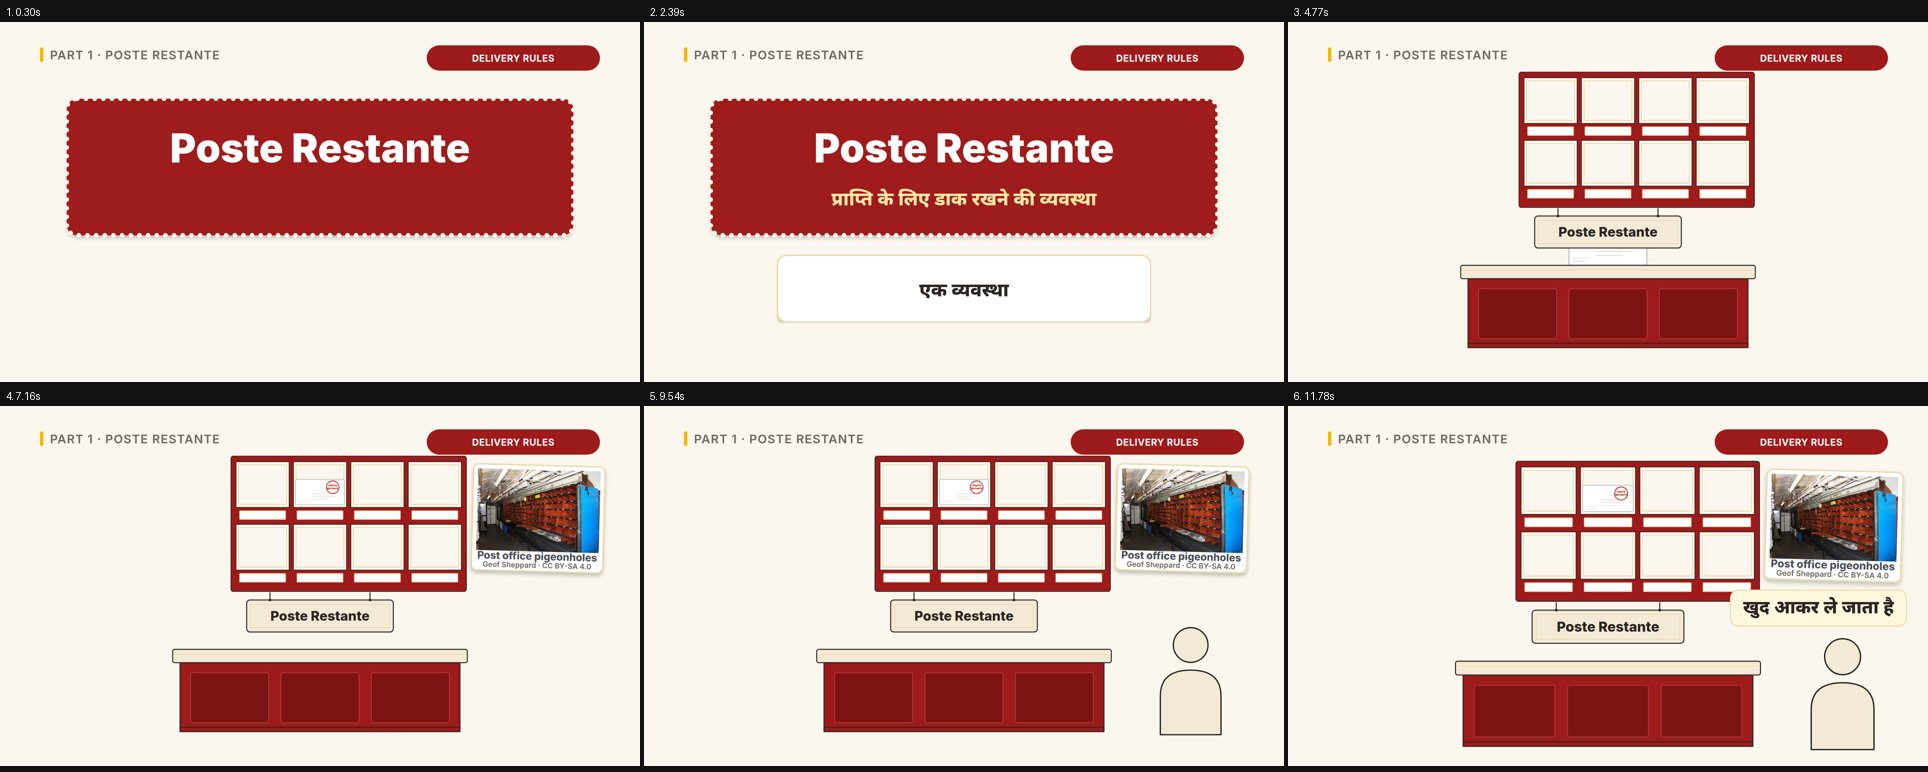 1. 0.30s
PART 1 · POSTE RESTANTE
DELIVERY RULES
Poste Restante
2. 2.39s
PART 1 · POSTE RESTANTE
DELIVERY RULES
Poste Restante
प्राप्ति के लिए डाक रखने की व्यवस्था
एक व्यवस्था
3. 4.77s
PART 1 · POSTE RESTANTE
DELIVERY RULES
Poste Restante
4. 7.16s
PART 1 · POSTE RESTANTE
DELIVERY RULES
Post office pigeonholes
Geof Sheppard · CC BY-SA 4.0
Poste Restante
5. 9.54s
PART 1 · POSTE RESTANTE
DELIVERY RULES
Post office pigeonholes
Geof Sheppard · CC BY-SA 4.0
Poste Restante
6. 11.78s
PART 1 · POSTE RESTANTE
DELIVERY RULES
Post office pigeonholes
Geof Sheppard · CC BY-SA 4.0
खुद आकर ले जाता है
Poste Restante